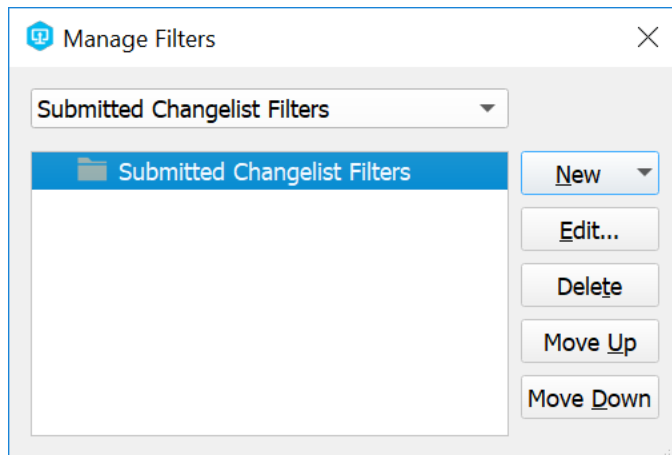 Manage Filters
Submitted Changelist Filters
Submitted Changelist Filters
New
Edit...
Delete
Move Up
Move Down